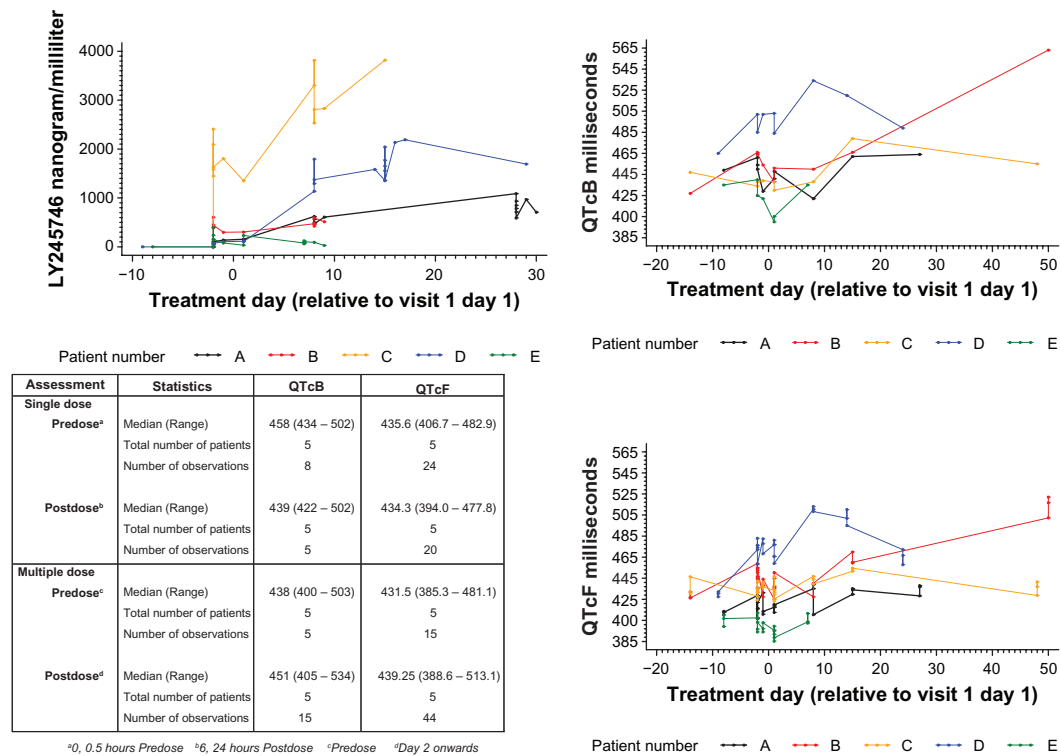 LY245746 nanogram/milliliter
4000
3000
2000
1000
0
−10 0 10 20 30
Treatment day (relative to visit 1 day 1)
Patient number A B C D E
QTcB milliseconds
565
545
525
505
485
465
445
425
400
385
−20 −10 0 10 20 30 40 50
Treatment day (relative to visit 1 day 1)
Patient number A B C D E
Assessment Statistics QTcB QTcF
Single dose
Predoseᵃ Median (Range) 458 (434 – 502) 435.6 (406.7 – 482.9)
Total number of patients 5 5
Number of observations 8 24
Postdoseᵇ Median (Range) 439 (422 – 502) 434.3 (394.0 – 477.8)
Total number of patients 5 5
Number of observations 5 20
Multiple dose
Predoseᶜ Median (Range) 438 (400 – 503) 431.5 (385.3 – 481.1)
Total number of patients 5 5
Number of observations 5 15
Postdoseᵈ Median (Range) 451 (405 – 534) 439.25 (388.6 – 513.1)
Total number of patients 5 5
Number of observations 15 44
ᵃ0, 0.5 hours Predose ᵇ6, 24 hours Postdose ᶜPredose ᵈDay 2 onwards
QTcF milliseconds
565
545
525
505
485
465
445
425
400
385
−20 −10 0 10 20 30 40 50
Treatment day (relative to visit 1 day 1)
Patient number A B C D E